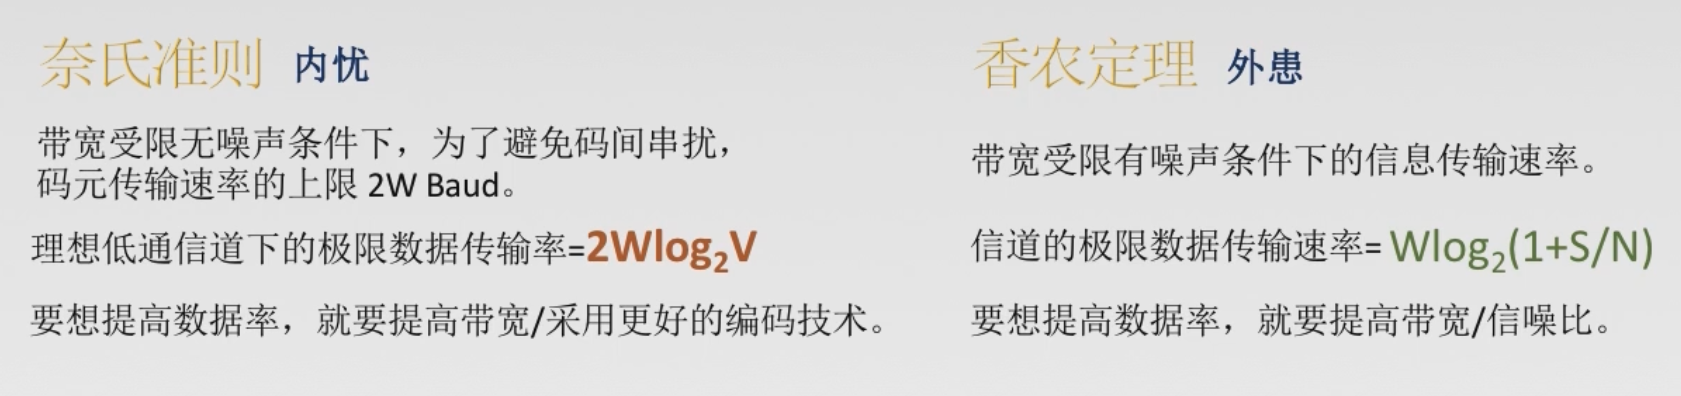 奈氏准则 内忧
带宽受限无噪声条件下，为了避免码间串扰，
码元传输速率的上限 2W Baud。
理想低通信道下的极限数据传输率=2Wlog₂V
要想提高数据率，就要提高带宽/采用更好的编码技术。
香农定理 外患
带宽受限有噪声条件下的信息传输速率。
信道的极限数据传输速率= Wlog₂(1+S/N)
要想提高数据率，就要提高带宽/信噪比。